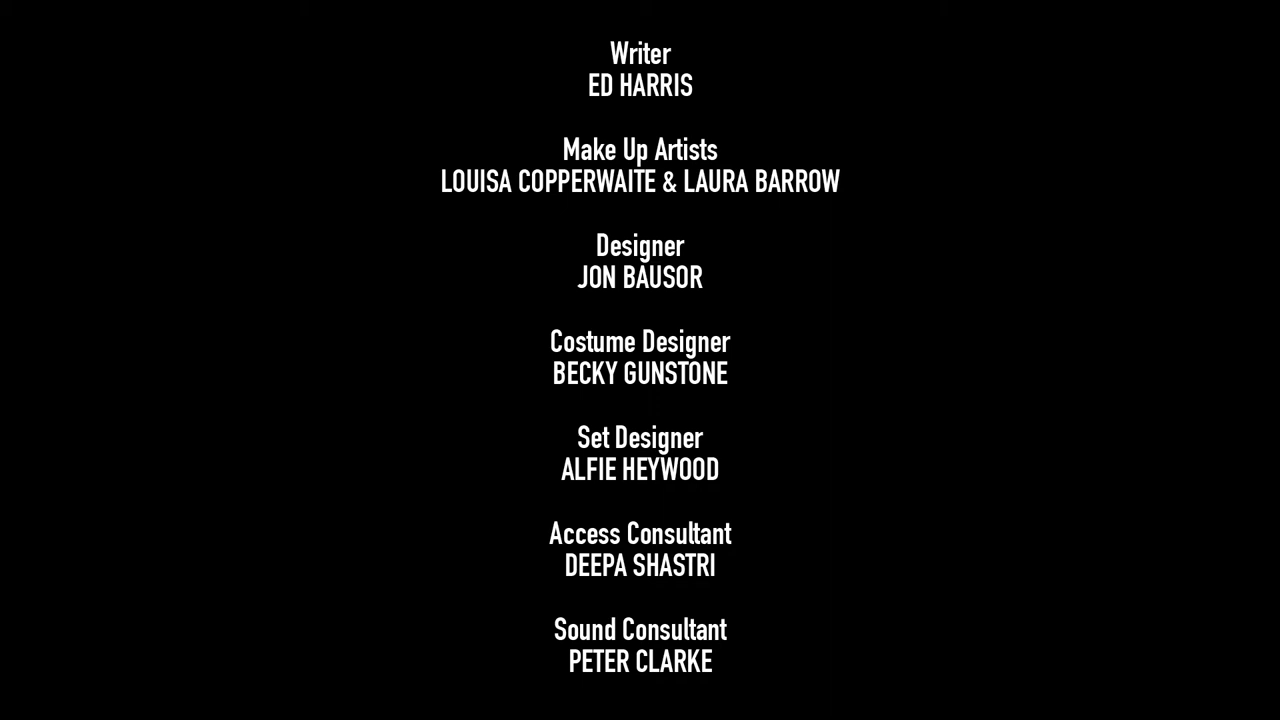 Writer
ED HARRIS
Make Up Artists
LOUISA COPPERWAITE & LAURA BARROW
Designer
JON BAUSOR
Costume Designer
BECKY GUNSTONE
Set Designer
ALFIE HEYWOOD
Access Consultant
DEEPA SHASTRI
Sound Consultant
PETER CLARKE